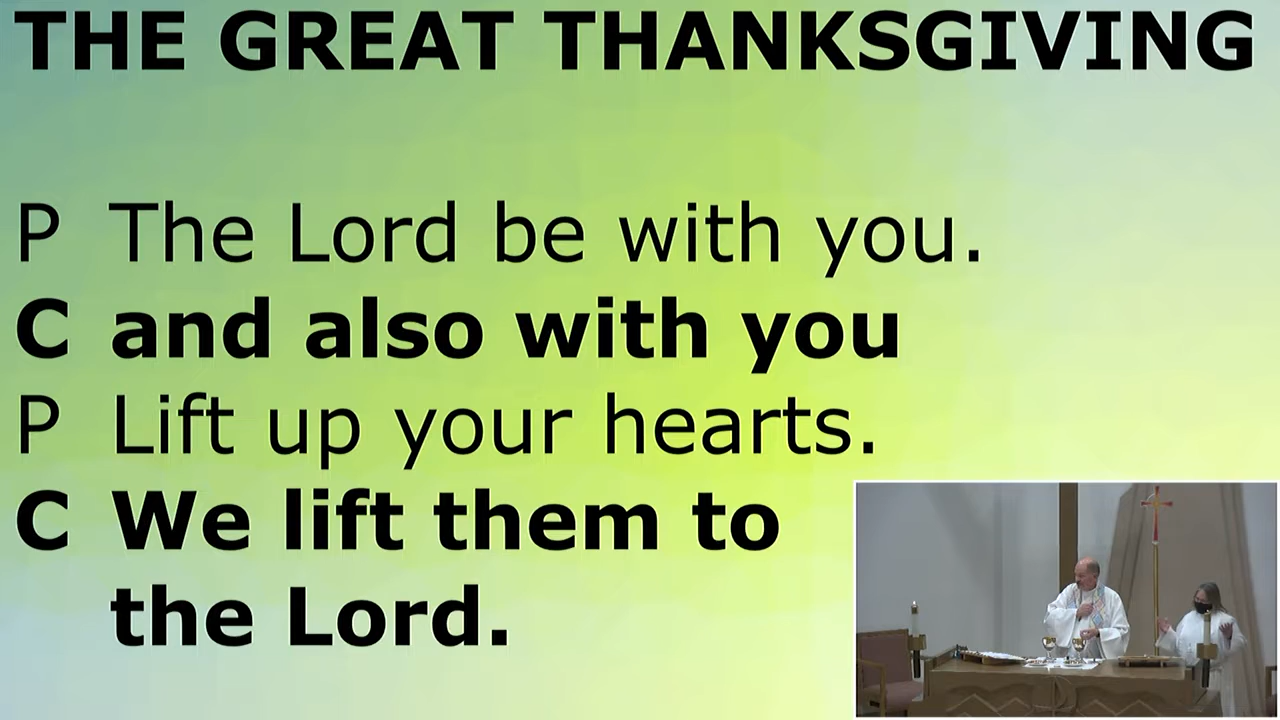 THE GREAT THANKSGIVING
P The Lord be with you.
C and also with you
P Lift up your hearts.
C We lift them to
the Lord.